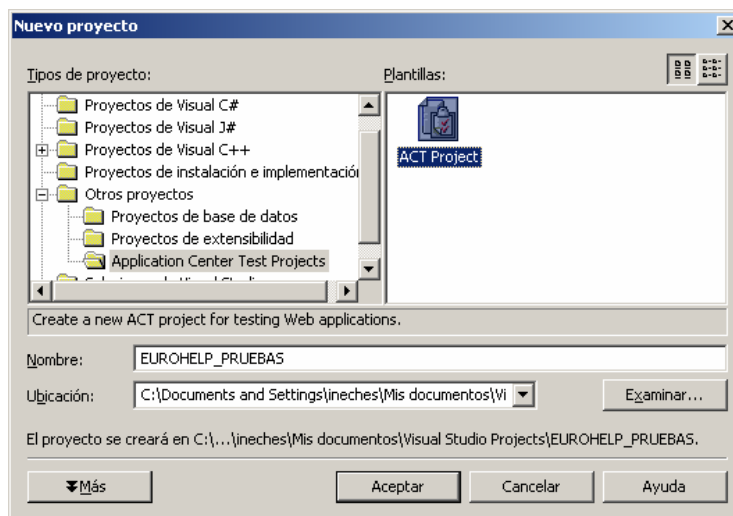 Nuevo proyecto
Tipos de proyecto:
Plantillas:
Proyectos de Visual C#
Proyectos de Visual J#
Proyectos de Visual C++
Proyectos de instalación e implementación
Otros proyectos
Proyectos de base de datos
Proyectos de extensibilidad
Application Center Test Projects
ACT Project
Create a new ACT project for testing Web applications.
Nombre:
EUROHELP_PRUEBAS
Ubicación:
C:\Documents and Settings\ineches\Mis documentos\Vi
Examinar...
El proyecto se creará en C:\...\ineches\Mis documentos\Visual Studio Projects\EUROHELP_PRUEBAS.
Más
Aceptar
Cancelar
Ayuda